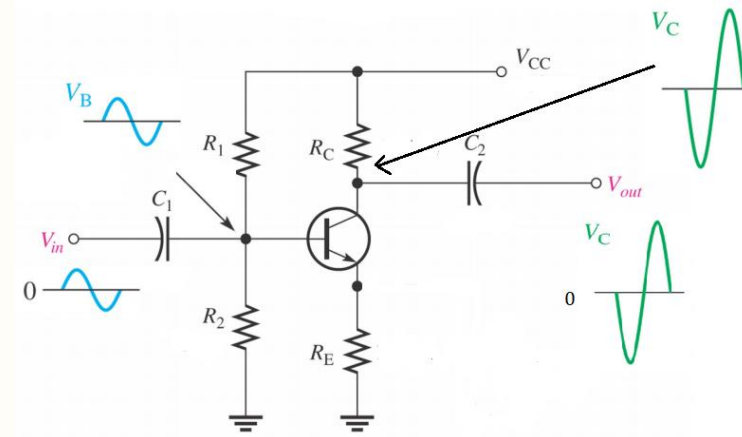 V_C
V_CC
V_B
R_1
R_C
C_2
C_1
V_out
V_in
V_C
0
0
R_2
R_E